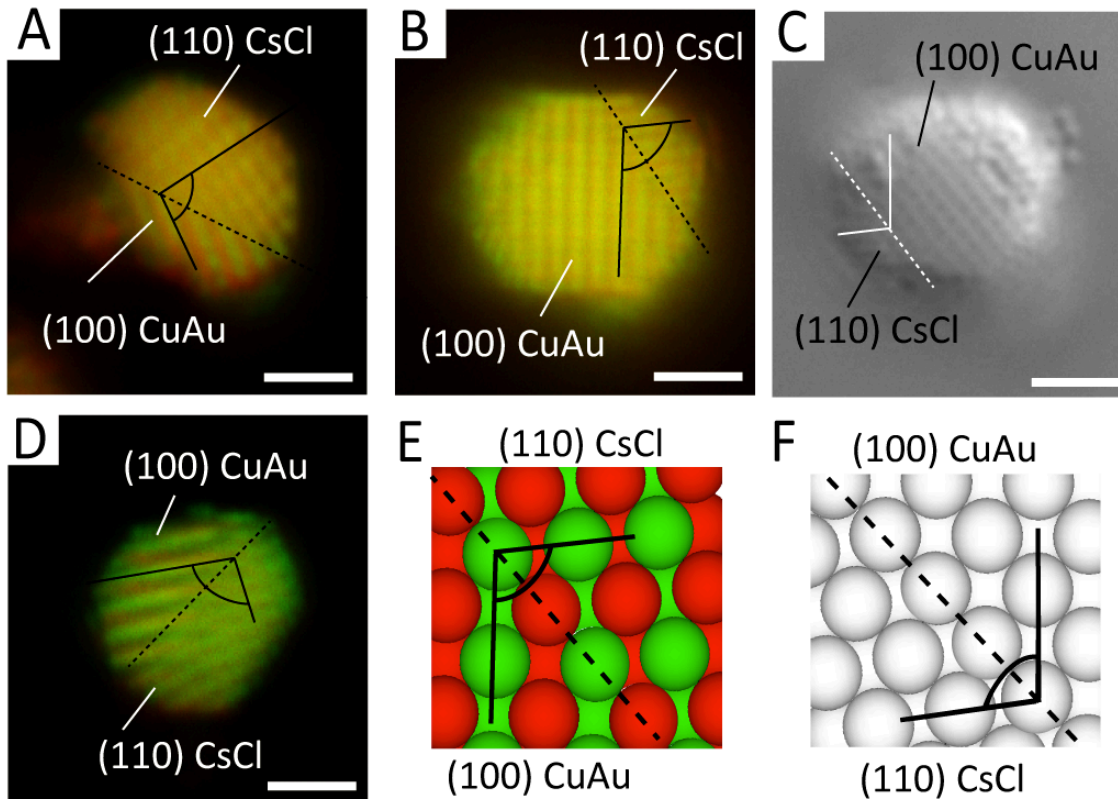 A
(110) CsCl
(100) CuAu
B
(110) CsCl
(100) CuAu
C
(100) CuAu
(110) CsCl
D
(100) CuAu
(110) CsCl
E
(110) CsCl
(100) CuAu
F
(100) CuAu
(110) CsCl